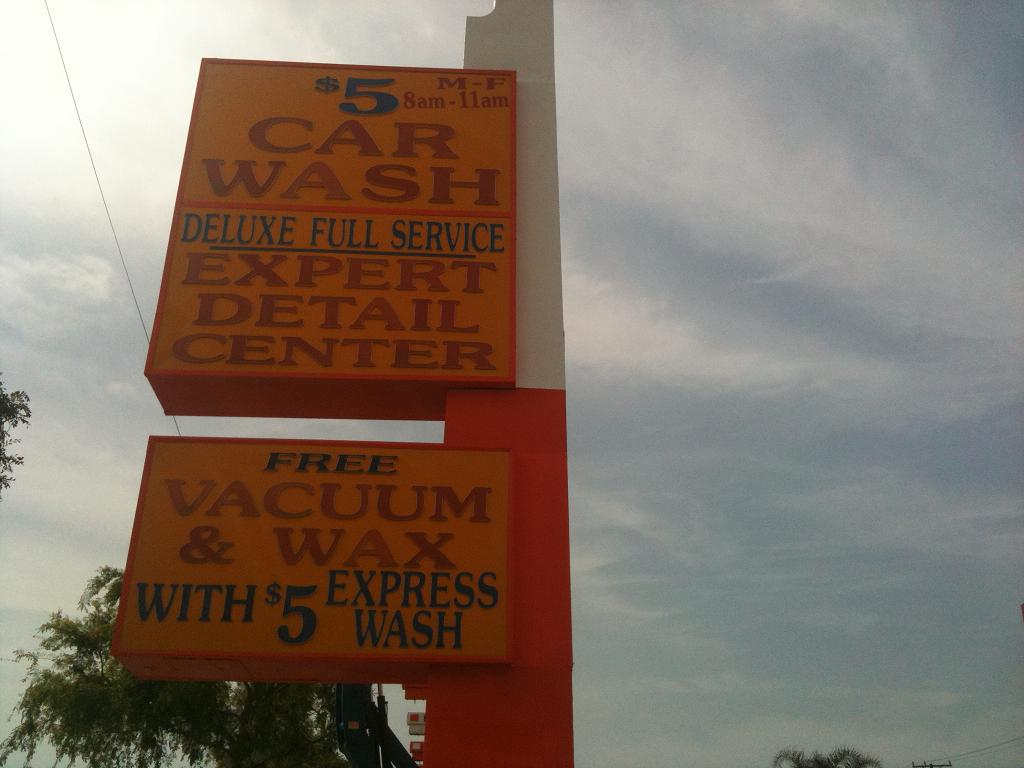 $5 M-F
8am-11am
CAR
WASH
DELUXE FULL SERVICE
EXPERT
DETAIL
CENTER
FREE
VACUUM
& WAX
WITH $5 EXPRESS
WASH